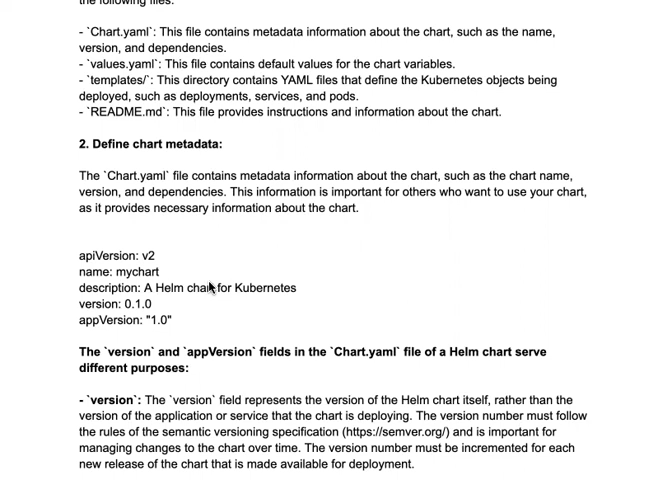 the following files:
- `Chart.yaml`: This file contains metadata information about the chart, such as the name,
version, and dependencies.
- `values.yaml`: This file contains default values for the chart variables.
- `templates/`: This directory contains YAML files that define the Kubernetes objects being
deployed, such as deployments, services, and pods.
- `README.md`: This file provides instructions and information about the chart.
2. Define chart metadata:
The `Chart.yaml` file contains metadata information about the chart, such as the chart name,
version, and dependencies. This information is important for others who want to use your chart,
as it provides necessary information about the chart.
apiVersion: v2
name: mychart
description: A Helm chart for Kubernetes
version: 0.1.0
appVersion: "1.0"
The `version` and `appVersion` fields in the `Chart.yaml` file of a Helm chart serve
different purposes:
- `version`: The `version` field represents the version of the Helm chart itself, rather than the
version of the application or service that the chart is deploying. The version number must follow
the rules of the semantic versioning specification (https://semver.org/) and is important for
managing changes to the chart over time. The version number must be incremented for each
new release of the chart that is made available for deployment.